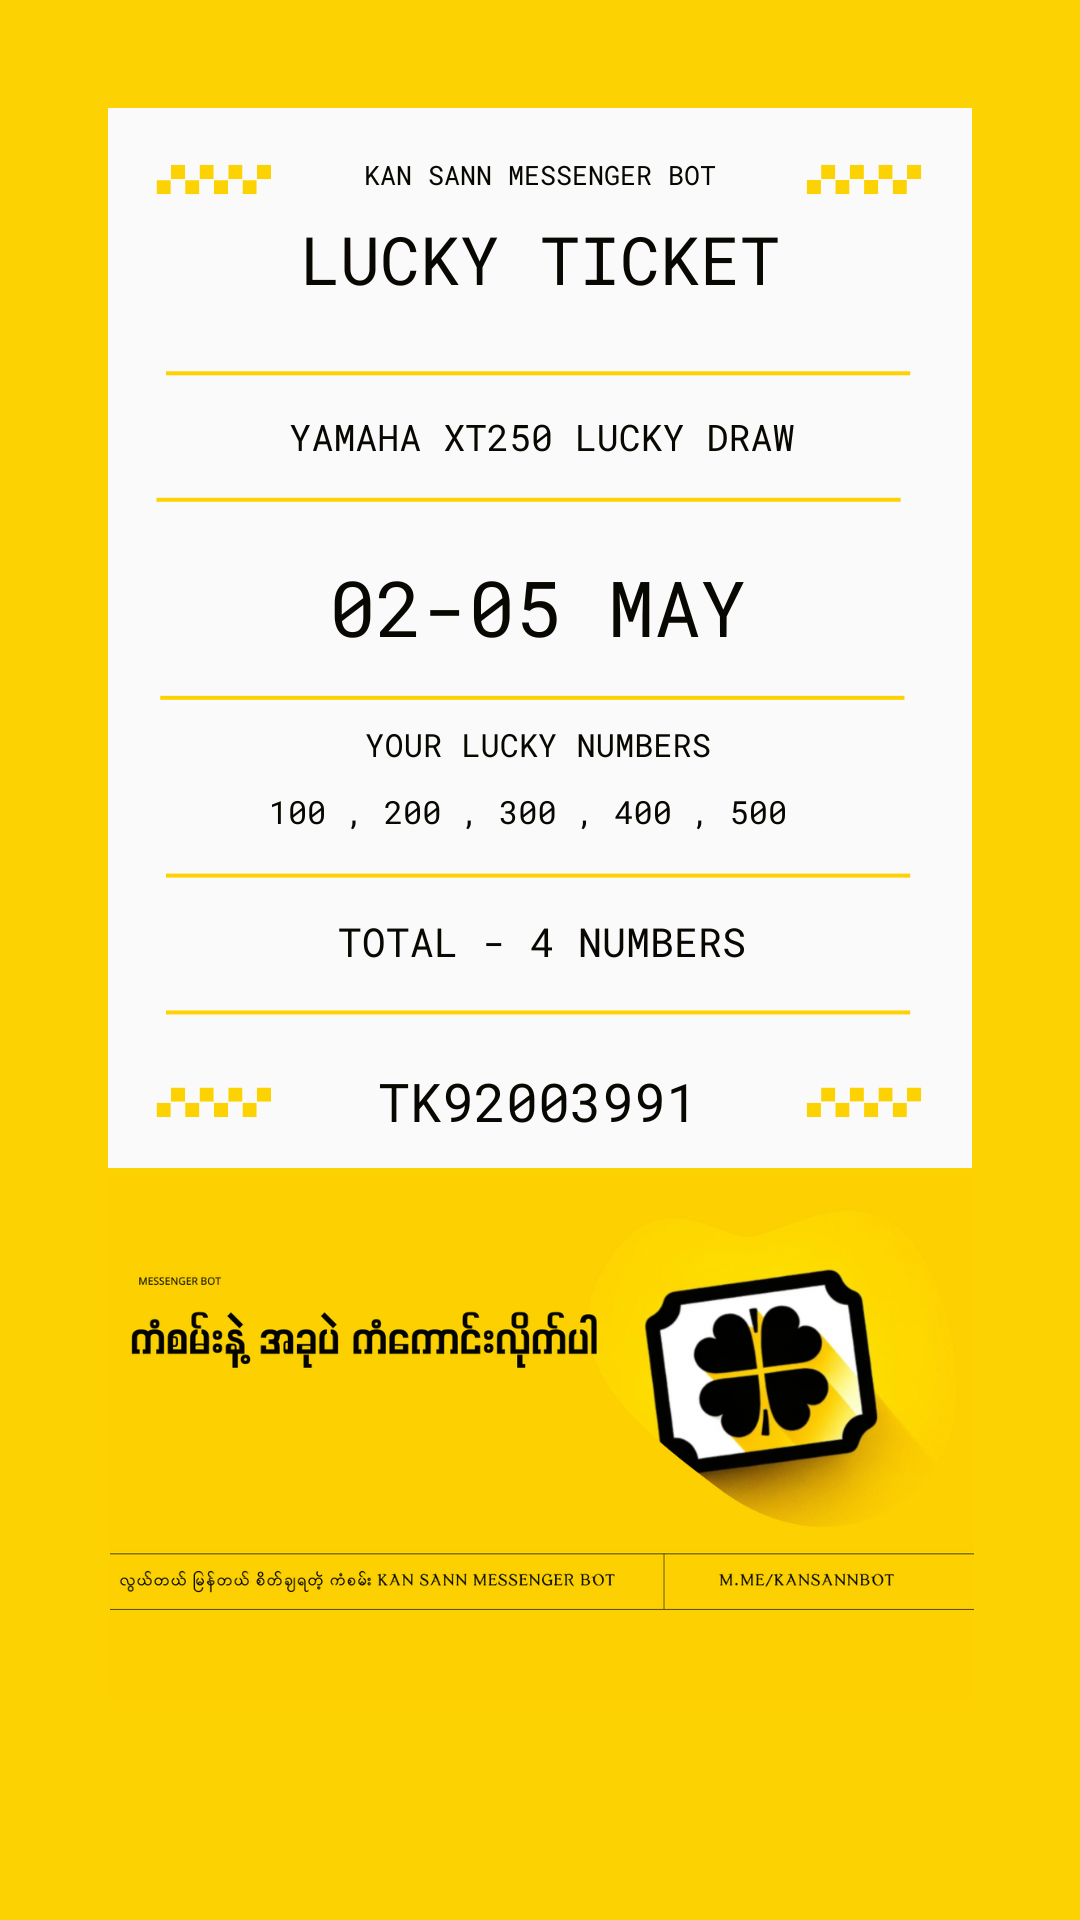 KAN SANN MESSENGER BOT
LUCKY TICKET
YAMAHA XT250 LUCKY DRAW
02-05 MAY
YOUR LUCKY NUMBERS
100 , 200 , 300 , 400 , 500
TOTAL - 4 NUMBERS
TK92003991
MESSENGER BOT
ကံစမ်းနဲ့ အခုပဲ ကံကောင်းလိုက်ပါ
လွယ်တယ် မြန်တယ် စိတ်ချရတဲ့ ကံစမ်း KAN SANN MESSENGER BOT
M.ME/KANSANNBOT